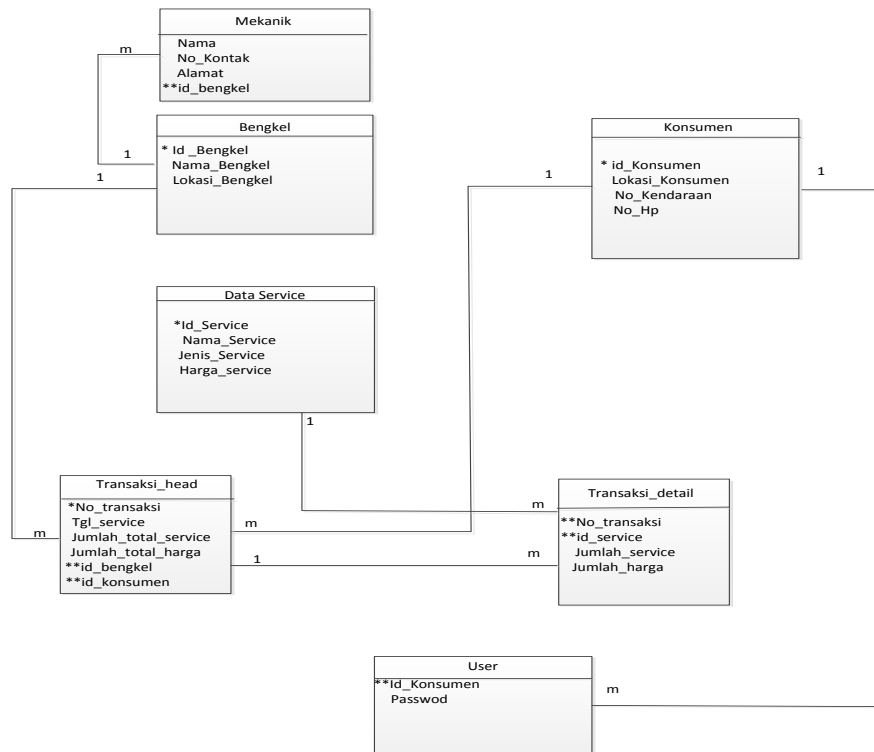 Mekanik
Nama
No_Kontak
Alamat
**id_bengkel
m
1
Bengkel
* Id _Bengkel
Nama_Bengkel
Lokasi_Bengkel
1
Konsumen
* id_Konsumen
Lokasi_Konsumen
No_Kendaraan
No_Hp
1
1
Data Service
*Id_Service
Nama_Service
Jenis_Service
Harga_service
1
Transaksi_head
*No_transaksi
Tgl_service
Jumlah_total_service
Jumlah_total_harga
**id_bengkel
**id_konsumen
m
m
1
Transaksi_detail
**No_transaksi
**id_service
Jumlah_service
Jumlah_harga
m
m
User
**Id_Konsumen
Passwod
m